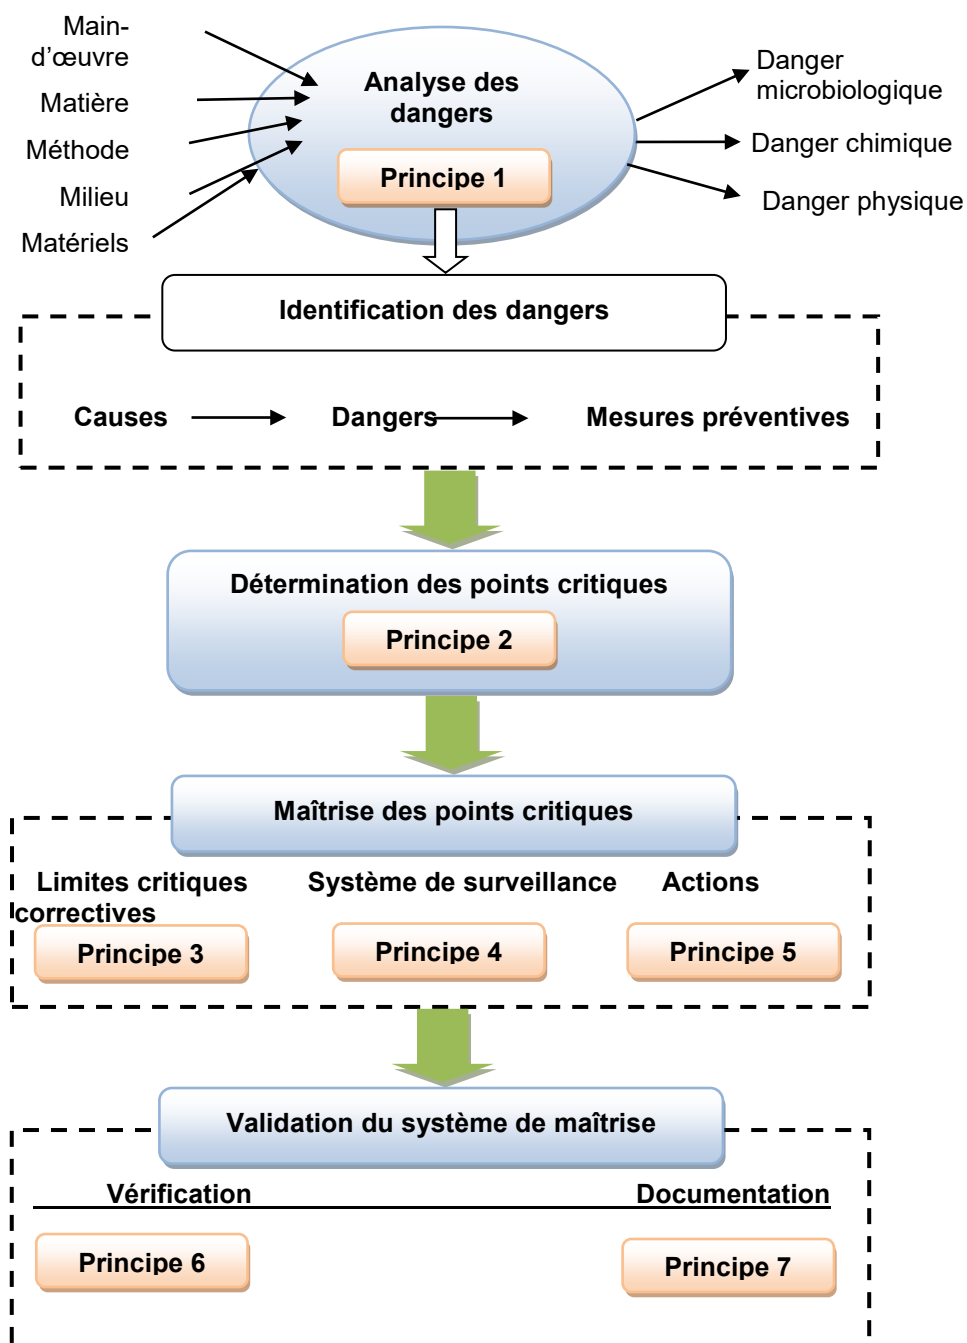 Main-
d’œuvre
Matière
Méthode
Milieu
Matériels
Analyse des
dangers
Principe 1
Danger
microbiologique
Danger chimique
Danger physique
Identification des dangers
Causes Dangers Mesures préventives
Détermination des points critiques
Principe 2
Maîtrise des points critiques
Limites critiques Système de surveillance Actions
correctives
Principe 3 Principe 4 Principe 5
Validation du système de maîtrise
Vérification Documentation
Principe 6 Principe 7